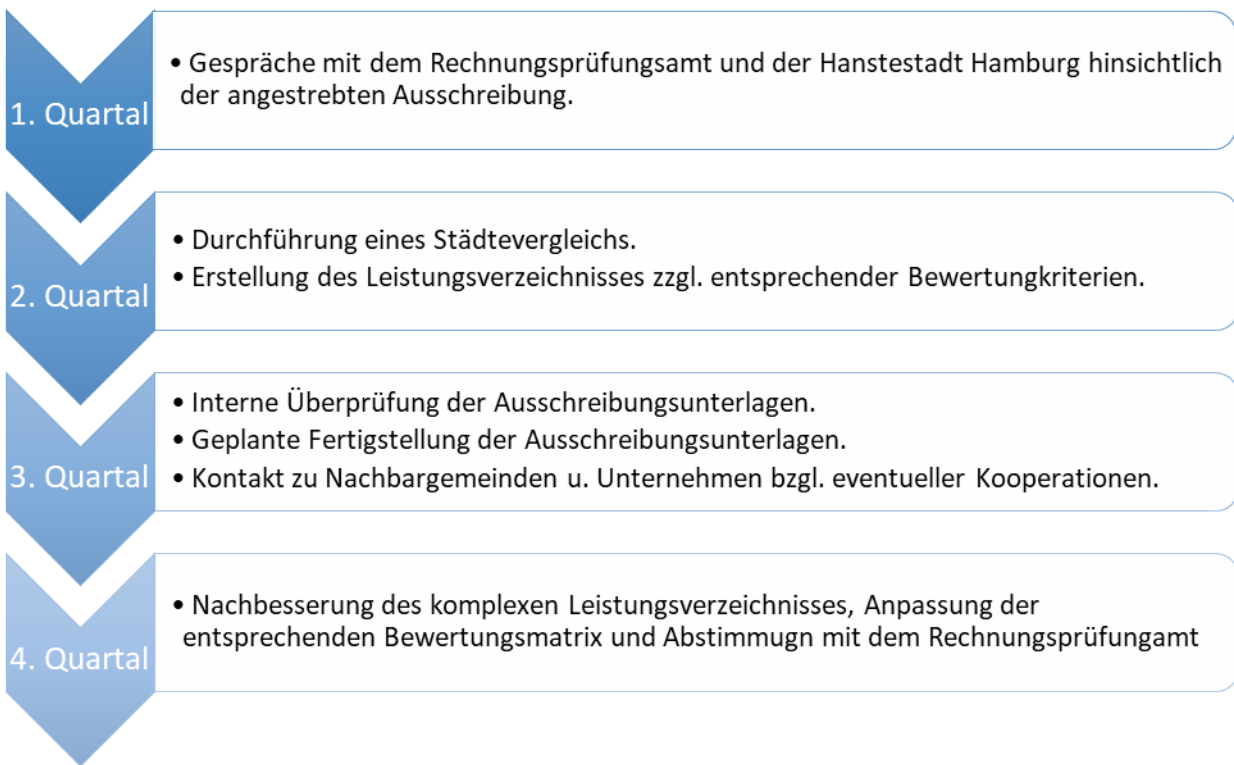 1. Quartal
• Gespräche mit dem Rechnungsprüfungsamt und der Hanstestadt Hamburg hinsichtlich
der angestrebten Ausschreibung.
2. Quartal
• Durchführung eines Städtevergleichs.
• Erstellung des Leistungsverzeichnisses zzgl. entsprechender Bewertungkriterien.
3. Quartal
• Interne Überprüfung der Ausschreibungsunterlagen.
• Geplante Fertigstellung der Ausschreibungsunterlagen.
• Kontakt zu Nachbargemeinden u. Unternehmen bzgl. eventueller Kooperationen.
4. Quartal
• Nachbesserung des komplexen Leistungsverzeichnisses, Anpassung der
entsprechenden Bewertungsmatrix und Abstimmugn mit dem Rechnungsprüfungamt